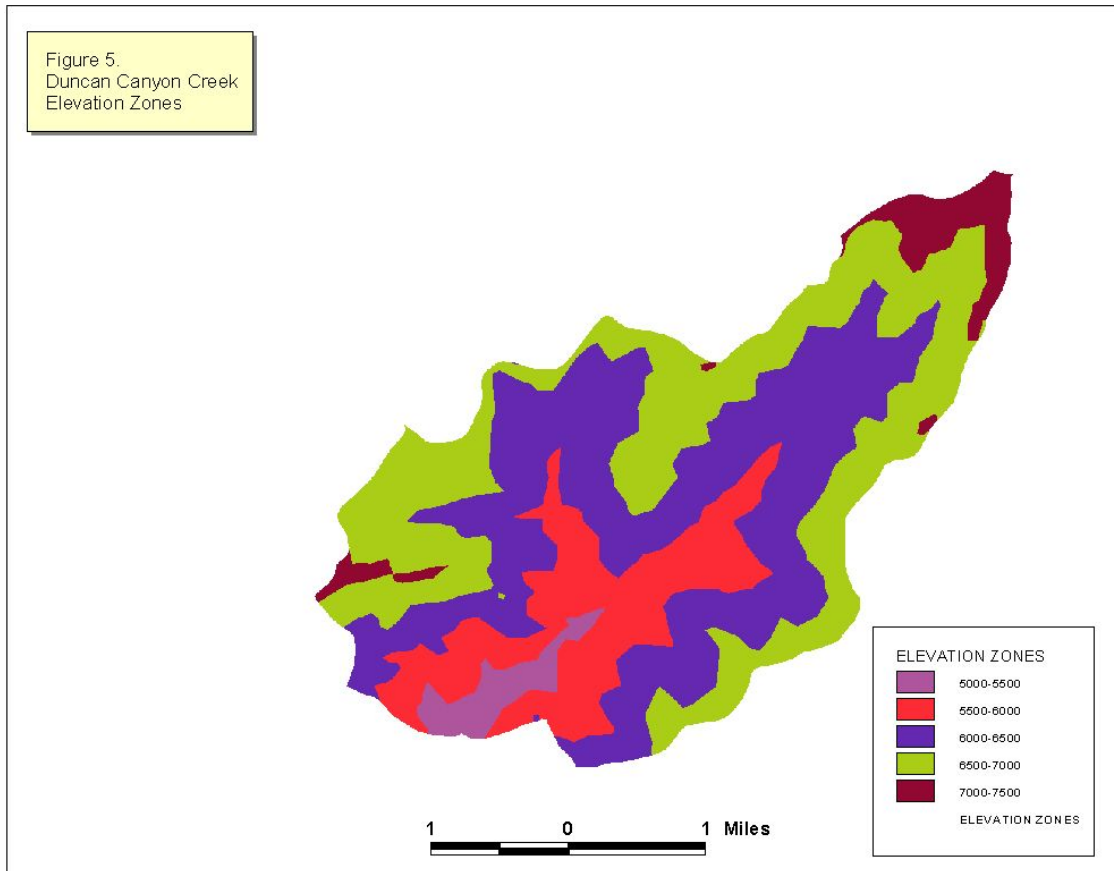 Figure 5.
Duncan Canyon Creek
Elevation Zones
ELEVATION ZONES
5000-5500
5500-6000
6000-6500
6500-7000
7000-7500
ELEVATION ZONES
1 0 1 Miles